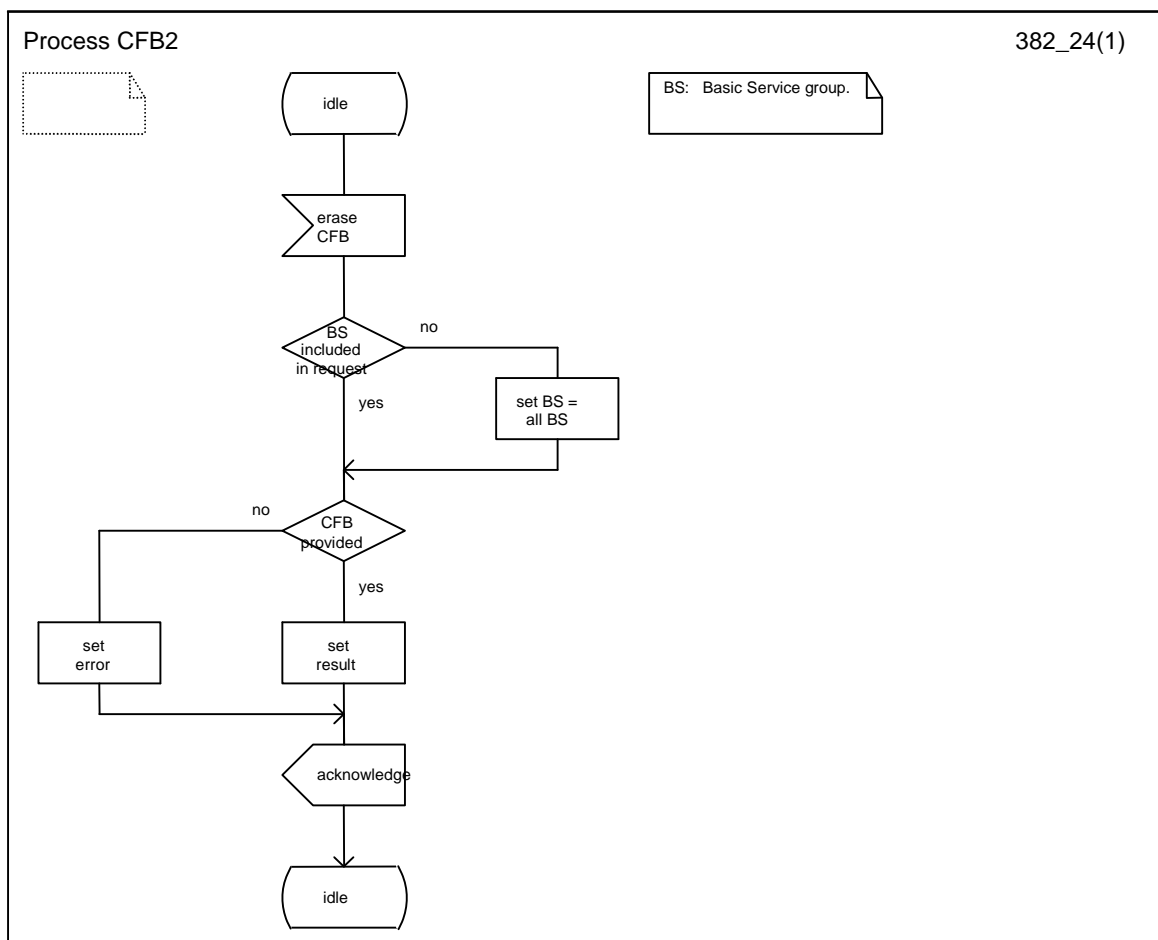 Process CFB2
382_24(1)
idle
BS: Basic Service group.
erase
CFB
BS
included
in request
no
yes
set BS =
all BS
no
CFB
provided
yes
set
error
set
result
acknowledge
idle